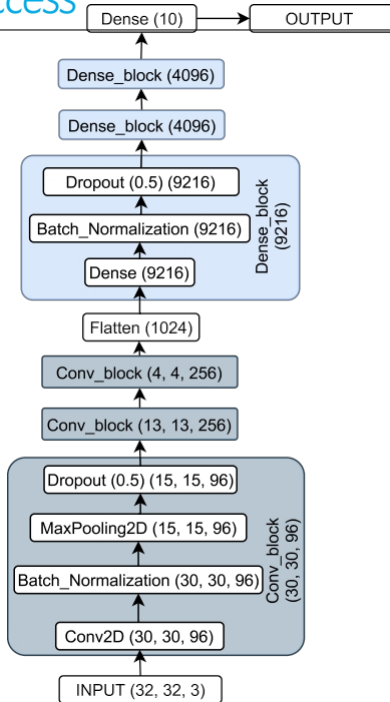 Dense (10)
OUTPUT
Dense_block (4096)
Dense_block (4096)
Dropout (0.5) (9216)
Batch_Normalization (9216)
Dense (9216)
Dense_block
(9216)
Flatten (1024)
Conv_block (4, 4, 256)
Conv_block (13, 13, 256)
Dropout (0.5) (15, 15, 96)
MaxPooling2D (15, 15, 96)
Batch_Normalization (30, 30, 96)
Conv2D (30, 30, 96)
Conv_block
(30, 30, 96)
INPUT (32, 32, 3)